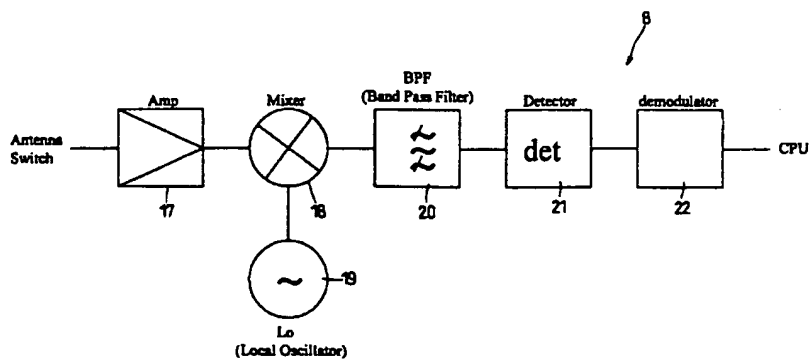 8
BPF
(Band Pass Filter)
Amp
Mixer
Detector
demodulator
Antenna
Switch
det
CPU
17
18
20
21
22
19
Lo
(Local Oscillator)